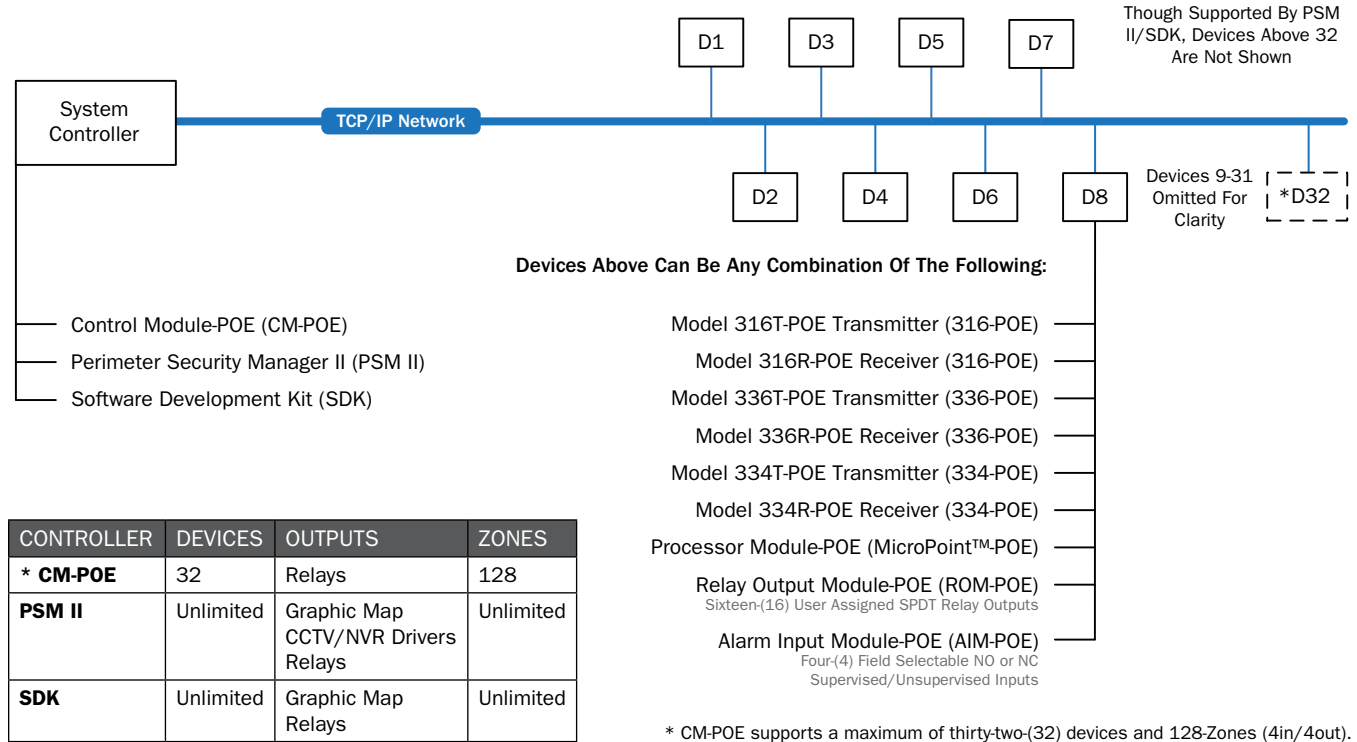 D1
D3
D5
D7
Though Supported By PSM
II/SDK, Devices Above 32
Are Not Shown
System
Controller
TCP/IP Network
D2
D4
D6
D8
Devices 9-31
Omitted For
Clarity
*D32
Devices Above Can Be Any Combination Of The Following:
Control Module-POE (CM-POE)
Perimeter Security Manager II (PSM II)
Software Development Kit (SDK)
Model 316T-POE Transmitter (316-POE)
Model 316R-POE Receiver (316-POE)
Model 336T-POE Transmitter (336-POE)
Model 336R-POE Receiver (336-POE)
Model 334T-POE Transmitter (334-POE)
Model 334R-POE Receiver (334-POE)
Processor Module-POE (MicroPoint™-POE)
Relay Output Module-POE (ROM-POE)
Sixteen-(16) User Assigned SPDT Relay Outputs
Alarm Input Module-POE (AIM-POE)
Four-(4) Field Selectable NO or NC
Supervised/Unsupervised Inputs
CONTROLLER DEVICES OUTPUTS ZONES
* CM-POE 32 Relays 128
PSM II Unlimited Graphic Map Unlimited
CCTV/NVR Drivers
Relays
SDK Unlimited Graphic Map Unlimited
Relays
* CM-POE supports a maximum of thirty-two-(32) devices and 128-Zones (4in/4out).